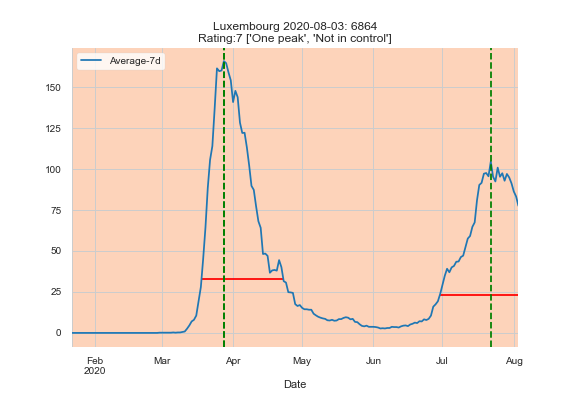 Luxembourg 2020-08-03: 6864
Rating:7 ['One peak', 'Not in control']
Average-7d
150
125
100
75
50
25
0
Feb Mar Apr May Jun Jul Aug
2020
Date